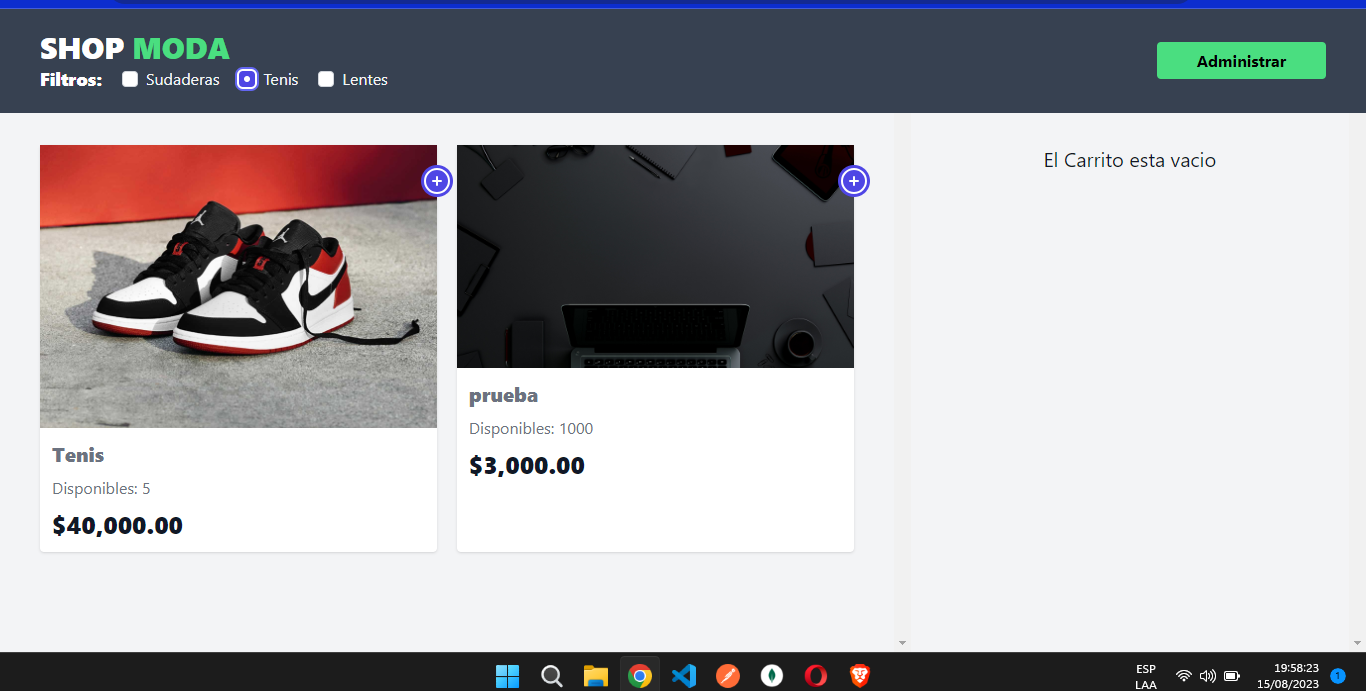 SHOP MODA
Filtros: Sudaderas Tenis Lentes
Administrar
El Carrito esta vacio
Tenis
Disponibles: 5
$40,000.00
prueba
Disponibles: 1000
$3,000.00
ESP
LAA
19:58:23
15/08/2023
1